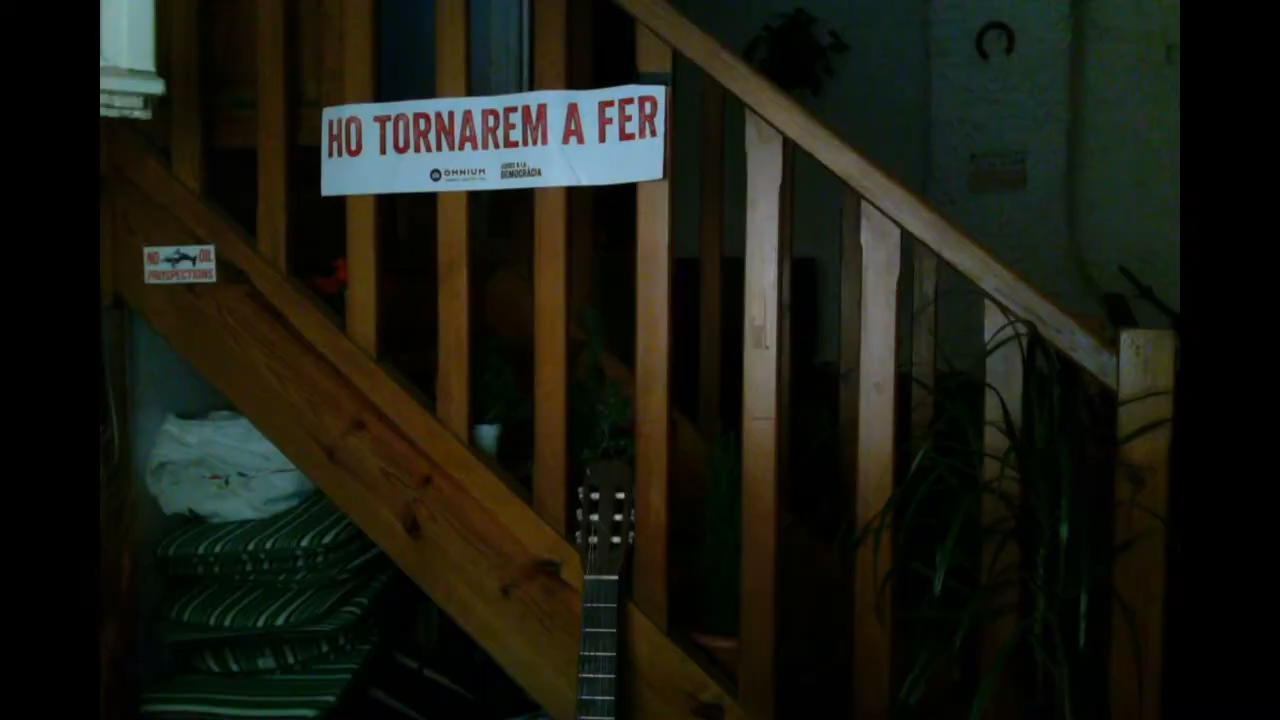 HO TORNAREM A FER
OMNIUM
DEMOCRÀCIA
NO OIL
PROSPECTIONS